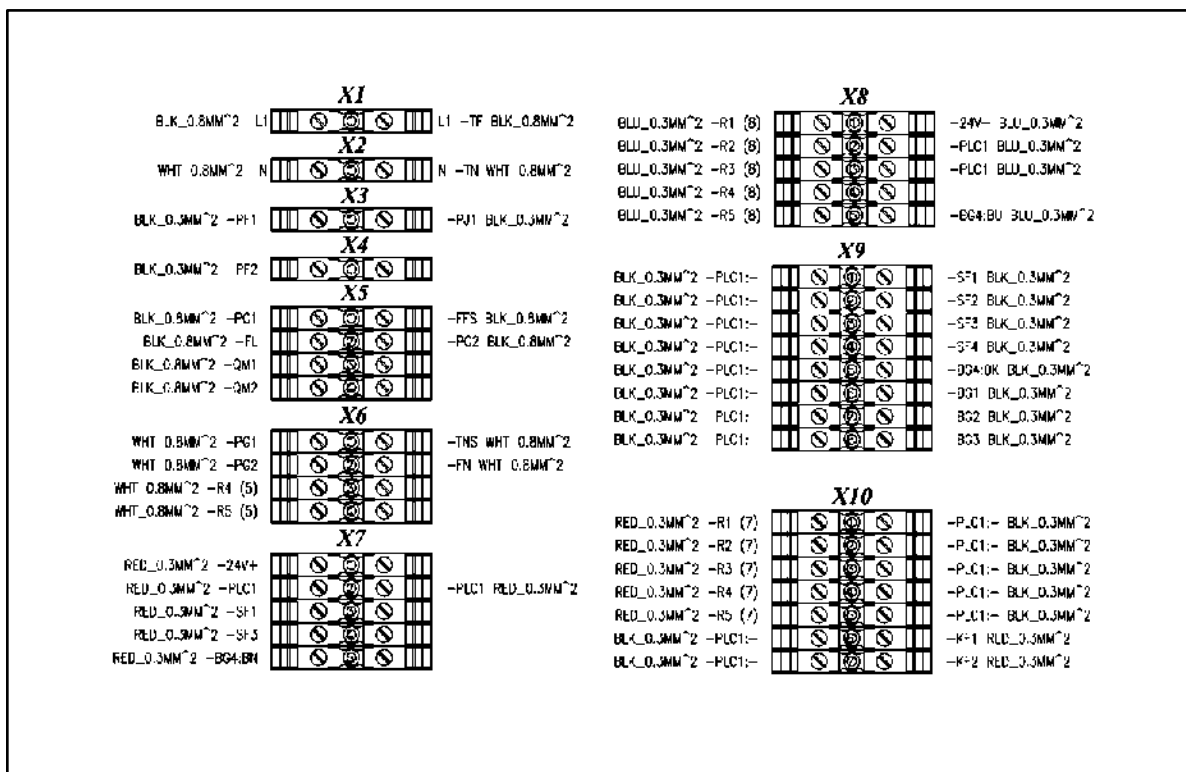 X1
BLK_0.8MM^2 L1 L1 -TF BLK_0.8MM^2
X2
WHT 0.8MM^2 N N -TN WHT 0.8MM^2
X3
BLK_0.3MM^2 -PF1 -PJ1 BLK_0.3MM^2
X4
BLK_0.3MM^2 PF2
X5
BLK_0.8MM^2 -PG1 -FFS BLK_0.8MM^2
BLK_0.8MM^2 -FL -PG2 BLK_0.8MM^2
BLK_0.8MM^2 -QM1
BLK_0.8MM^2 -QM2
X6
WHT 0.8MM^2 -PG1 -TNS WHT 0.8MM^2
WHT 0.8MM^2 -PG2 -FN WHT 0.8MM^2
WHT 0.8MM^2 -R4 (5)
WHT_0.8MM^2 -R5 (5)
X7
RED_0.3MM^2 -24V+
RED_0.3MM^2 -PLC1 -PLC1 RED_0.3MM^2
RED_0.3MM^2 -SF1
RED_0.3MM^2 -SF3
RED_0.3MM^2 -BG4:BN
X8
BLU_0.3MM^2 -R1 (8) -24V- BLU_0.3MM^2
BLU_0.3MM^2 -R2 (8) -PLC1 BLU_0.3MM^2
BLU_0.3MM^2 -R3 (8) -PLC1 BLU_0.3MM^2
BLU_0.3MM^2 -R4 (8)
BLU_0.3MM^2 -R5 (8) -BG4:BU BLU_0.3MM^2
X9
BLK_0.3MM^2 -PLC1:- -SF1 BLK_0.3MM^2
BLK_0.3MM^2 -PLC1:- -SF2 BLK_0.3MM^2
BLK_0.3MM^2 -PLC1:- -SF3 BLK_0.3MM^2
BLK_0.3MM^2 -PLC1:- -SF4 BLK_0.3MM^2
BLK_0.3MM^2 -PLC1:- -BG4:BK BLK_0.3MM^2
BLK_0.3MM^2 -PLC1:- -BG1 BLK_0.3MM^2
BLK_0.3MM^2 PLC1: BG2 BLK_0.3MM^2
BLK_0.3MM^2 PLC1: BG3 BLK_0.3MM^2
X10
RED_0.3MM^2 -R1 (7) -PLC1:- BLK_0.3MM^2
RED_0.3MM^2 -R2 (7) -PLC1:- BLK_0.3MM^2
RED_0.3MM^2 -R3 (7) -PLC1:- BLK_0.3MM^2
RED_0.3MM^2 -R4 (7) -PLC1:- BLK_0.3MM^2
RED_0.3MM^2 -R5 (7) -PLC1:- BLK_0.3MM^2
BLK_0.3MM^2 -PLC1:- -KF1 RED_0.3MM^2
BLK_0.3MM^2 -PLC1:- -KF2 RED_0.3MM^2